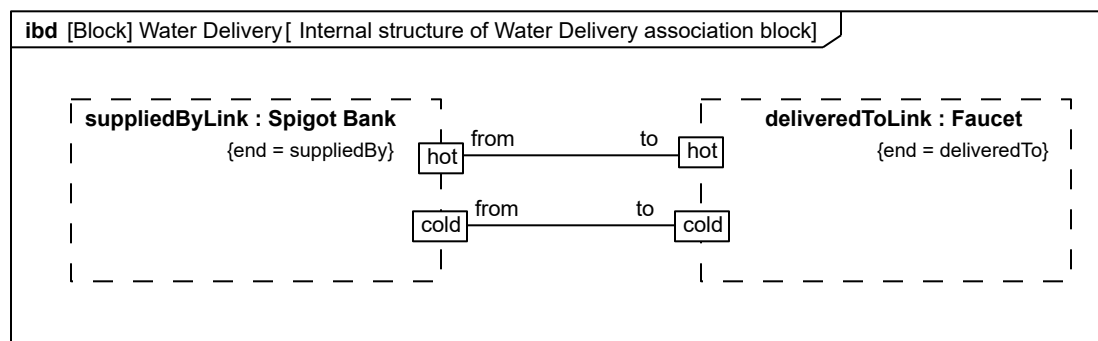 ibd [Block] Water Delivery [ Internal structure of Water Delivery association block]
suppliedByLink : Spigot Bank
{end = suppliedBy}
deliveredToLink : Faucet
{end = deliveredTo}
hot from to hot
cold from to cold